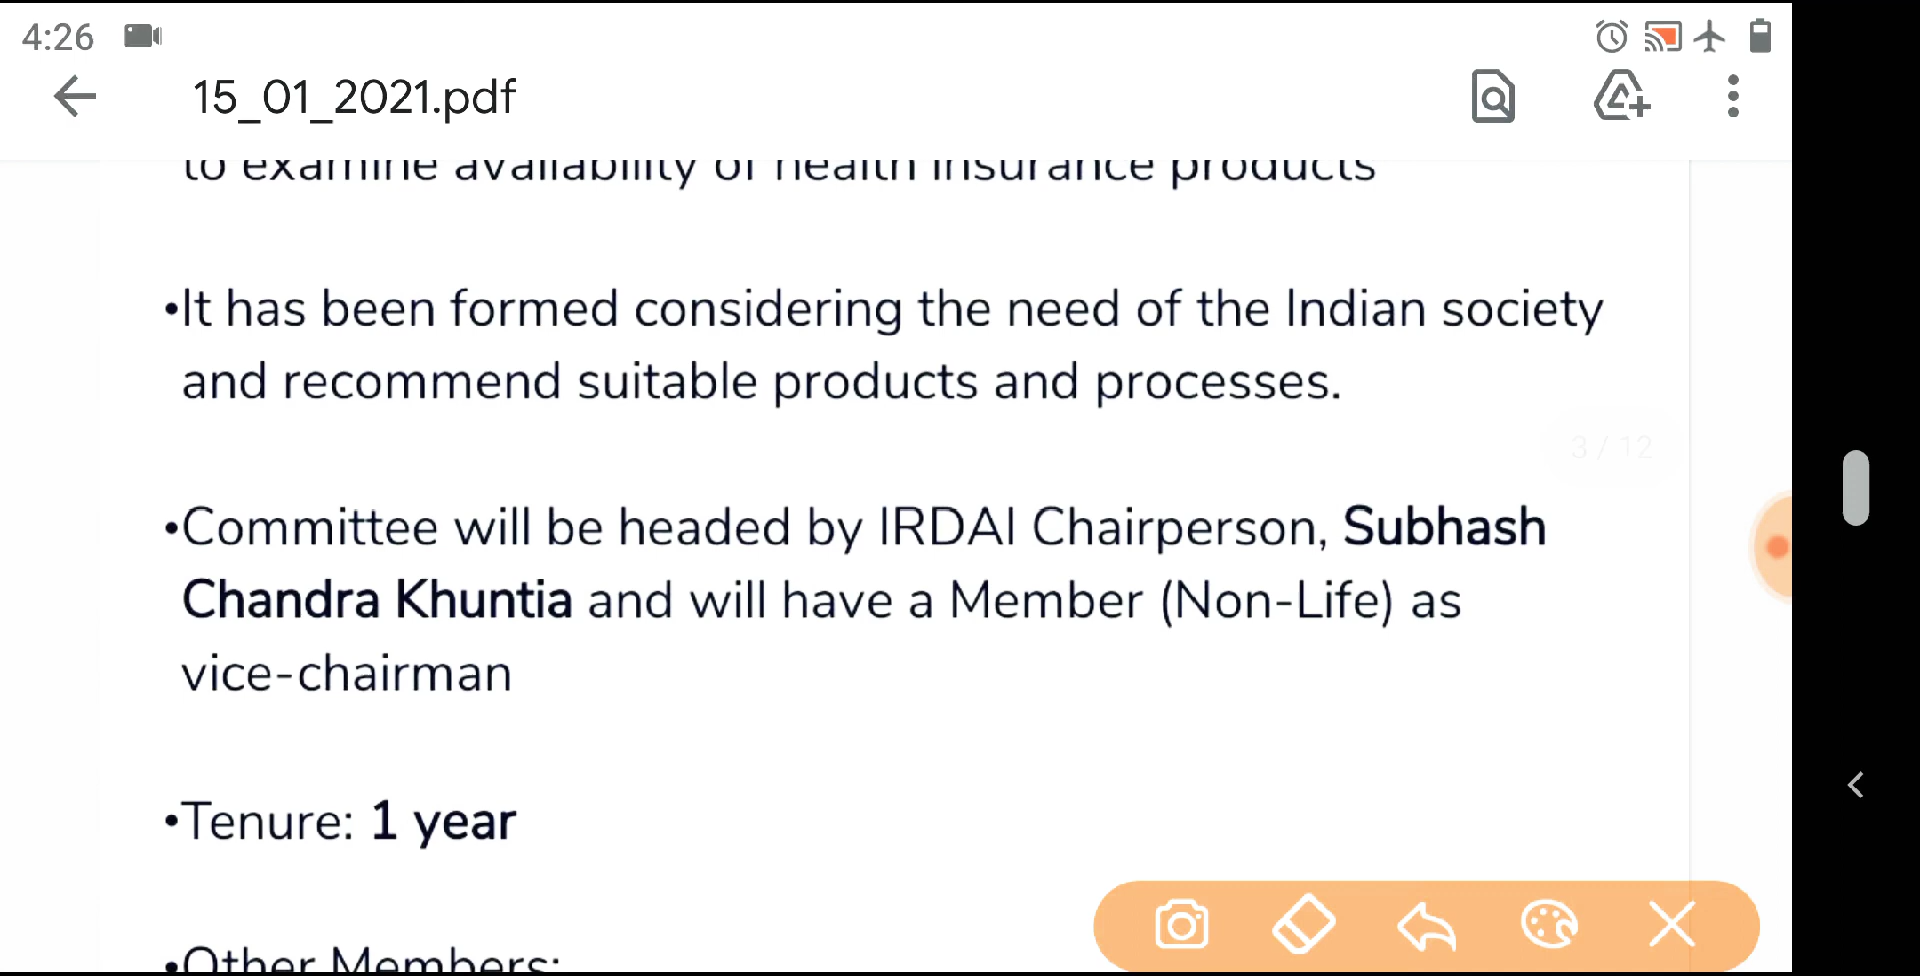 4:26
15_01_2021.pdf
to examine availability of health insurance products
•It has been formed considering the need of the Indian society
and recommend suitable products and processes.
3 / 12
•Committee will be headed by IRDAI Chairperson, Subhash
Chandra Khuntia and will have a Member (Non-Life) as
vice-chairman
•Tenure: 1 year
•Other Members: